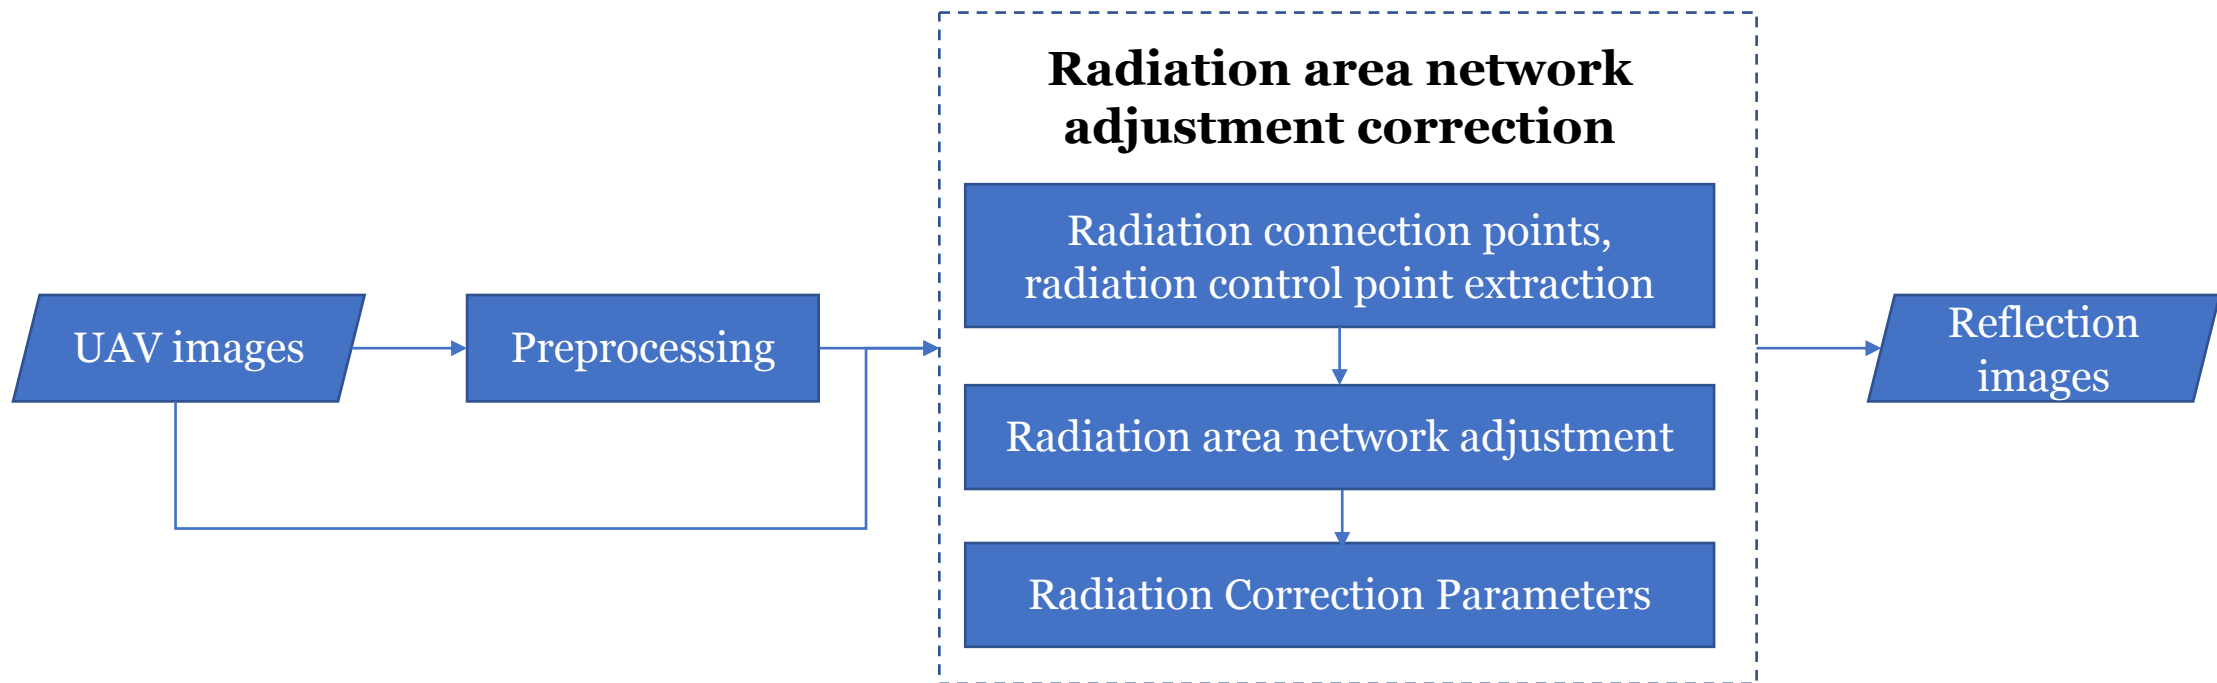 UAV images
Preprocessing
Radiation area network
adjustment correction
Radiation connection points,
radiation control point extraction
Radiation area network adjustment
Radiation Correction Parameters
Reflection
images